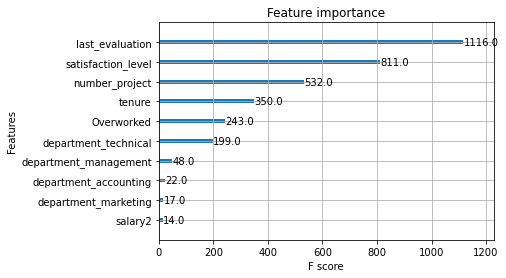 Feature importance
Features
last_evaluation 1116.0
satisfaction_level 811.0
number_project 532.0
tenure 350.0
Overworked 243.0
department_technical 199.0
department_management 48.0
department_accounting 22.0
department_marketing 17.0
salary2 14.0
0 200 400 600 800 1000 1200
F score